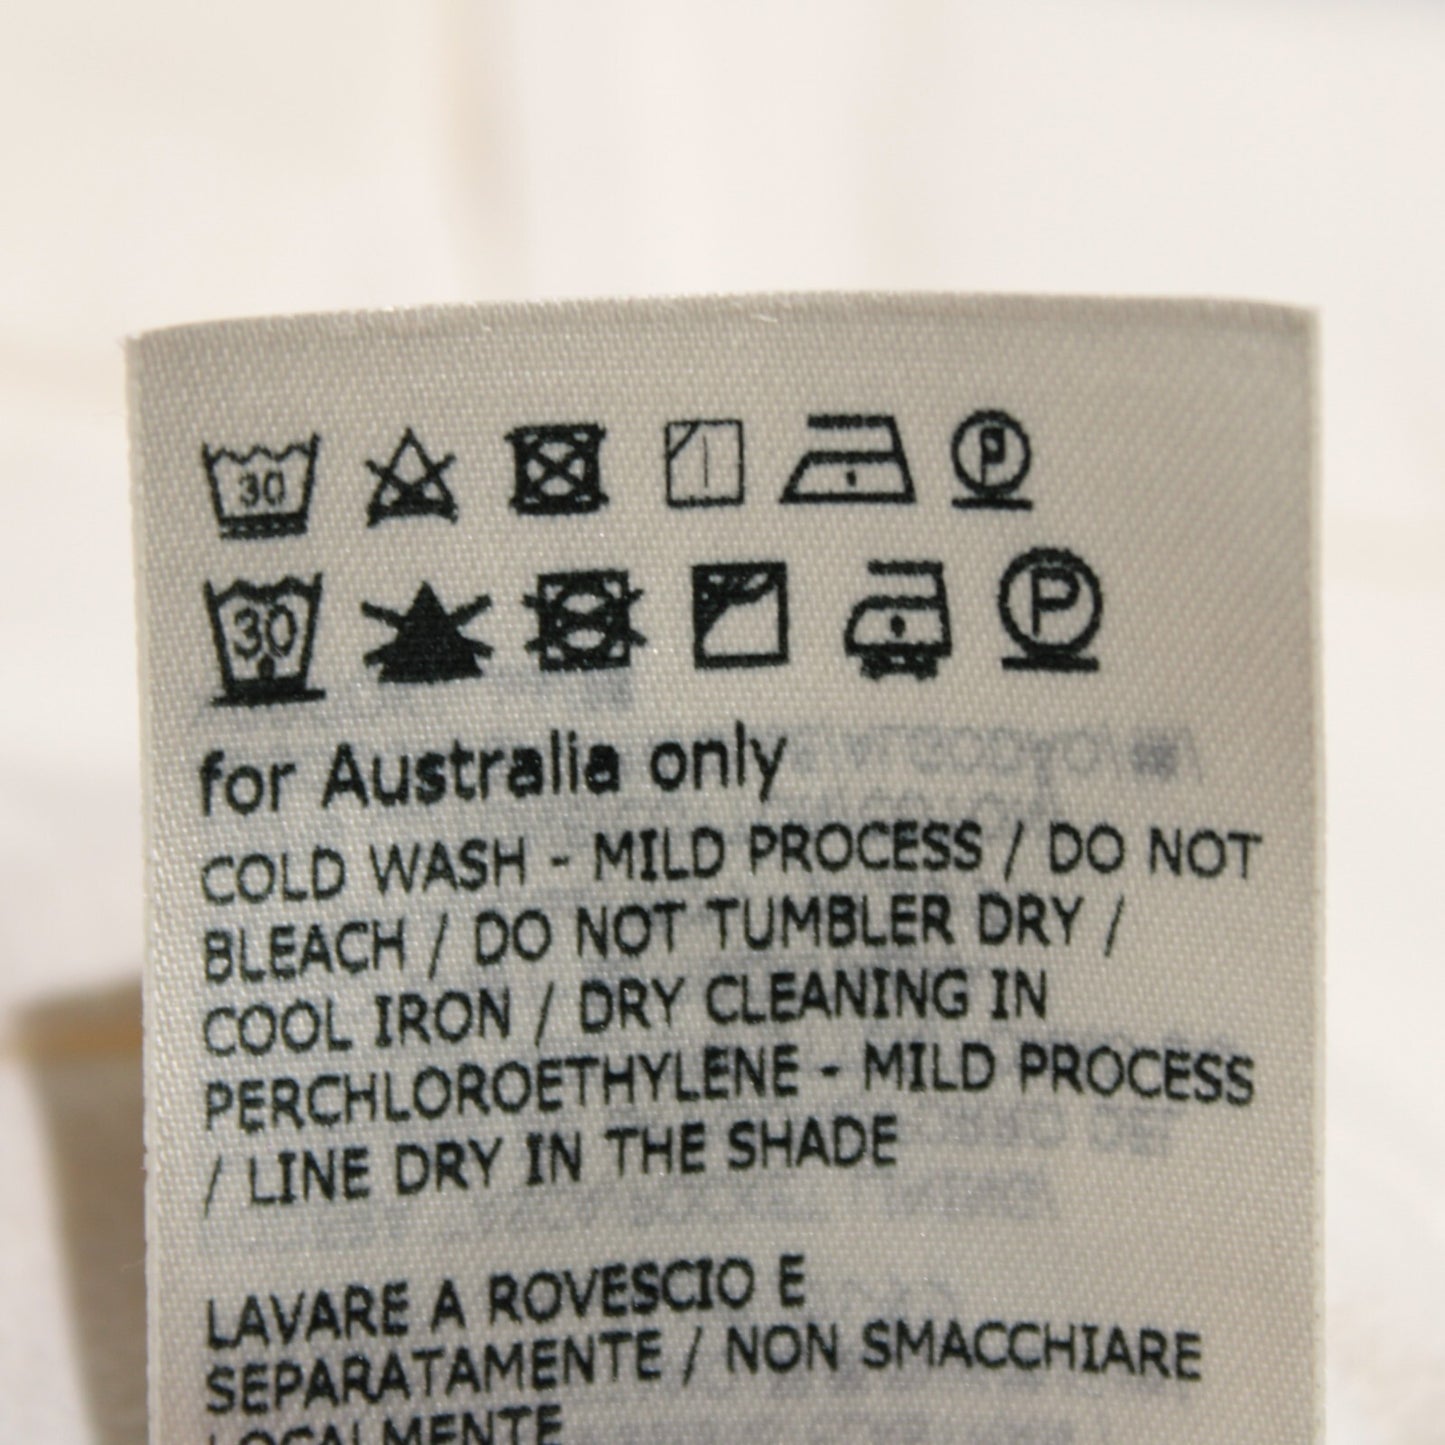 30 P
30 P
for Australia only
COLD WASH - MILD PROCESS / DO NOT
BLEACH / DO NOT TUMBLER DRY /
COOL IRON / DRY CLEANING IN
PERCHLOROETHYLENE - MILD PROCESS
/ LINE DRY IN THE SHADE
LAVARE A ROVESCIO E
SEPARATAMENTE / NON SMACCHIARE
LOCALMENTE